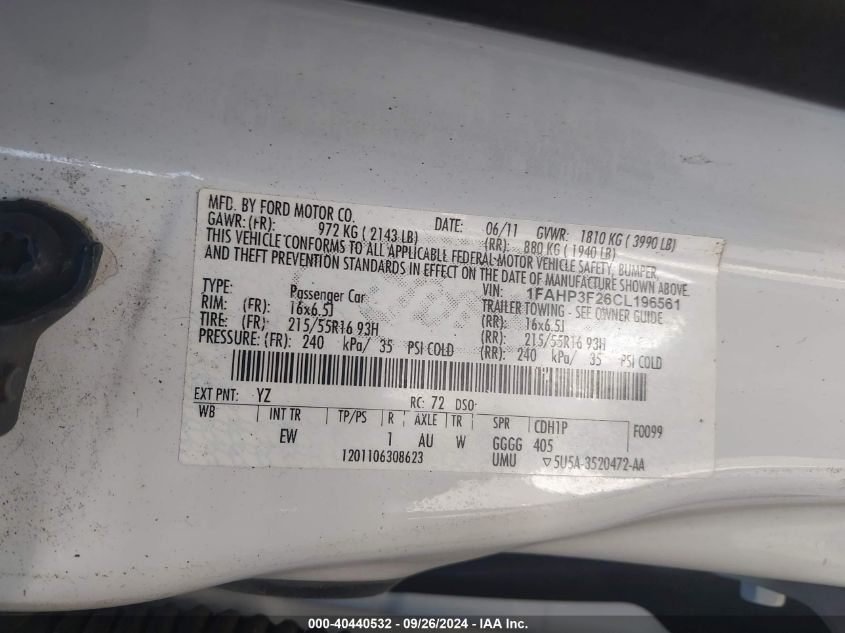 MFD. BY FORD MOTOR CO.
DATE: 06/11 GVWR: 1810 KG ( 3990 LB)
GAWR: (FR): 972 KG ( 2143 LB) (RR): 880 KG ( 1940 LB)
THIS VEHICLE CONFORMS TO ALL APPLICABLE FEDERAL MOTOR VEHICLE SAFETY, BUMPER,
AND THEFT PREVENTION STANDARDS IN EFFECT ON THE DATE OF MANUFACTURE SHOWN ABOVE.
VIN: 1FAHP3F26CL196561
TYPE: Passenger Car TRAILER TOWING - SEE OWNER GUIDE
RIM: (FR): 16x6.5J (RR): 16x6.5J
TIRE: (FR): 215/55R16 93H (RR): 215/55R16 93H
PRESSURE: (FR): 240 kPa/ 35 PSI COLD (RR): 240 kPa/ 35 PSI COLD
EXT PNT: YZ RC: 72 DSO:
WB INT TR TP/PS R AXLE TR SPR CDH1P F0099
EW 1 AU W GGGG 405
1201106308623 UMU ▽5U5A-3520472-AA
000-40440532 - 09/26/2024 - IAA Inc.